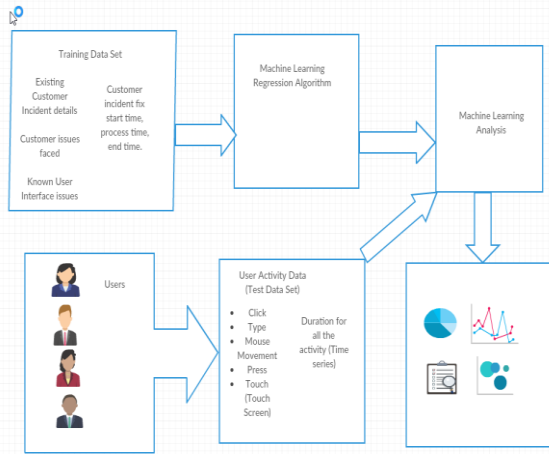 Training Data Set
Existing
Customer
Incident details
Customer issues
faced
Known User
Interface issues
Customer
incident fix
start time,
process time,
end time.
Machine Learning
Regression Algorithm
Machine Learning
Analysis
Users
User Activity Data
(Test Data Set)
• Click
• Type
• Mouse
Movement
• Press
• Touch
(Touch
Screen)
Duration for
all the
activity (Time
series)